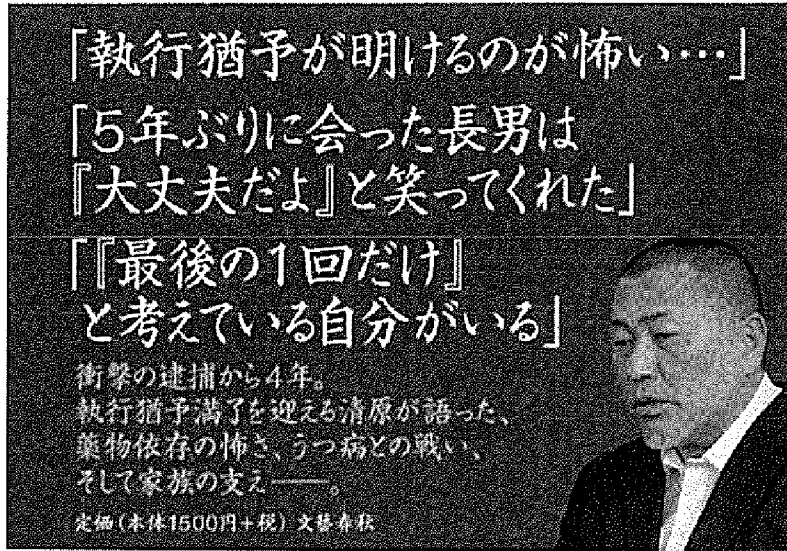 「執行猶予が明けるのが怖い…」
「5年ぶりに会った長男は
『大丈夫だよ』と笑ってくれた」
「『最後の1回だけ』
と考えている自分がいる」
衝撃の逮捕から4年。
執行猶予満了を迎える清原が語った、
薬物依存の怖さ、うつ病との戦い、
そして家族の支え――。
定価(本体1500円+税) 文藝春秋